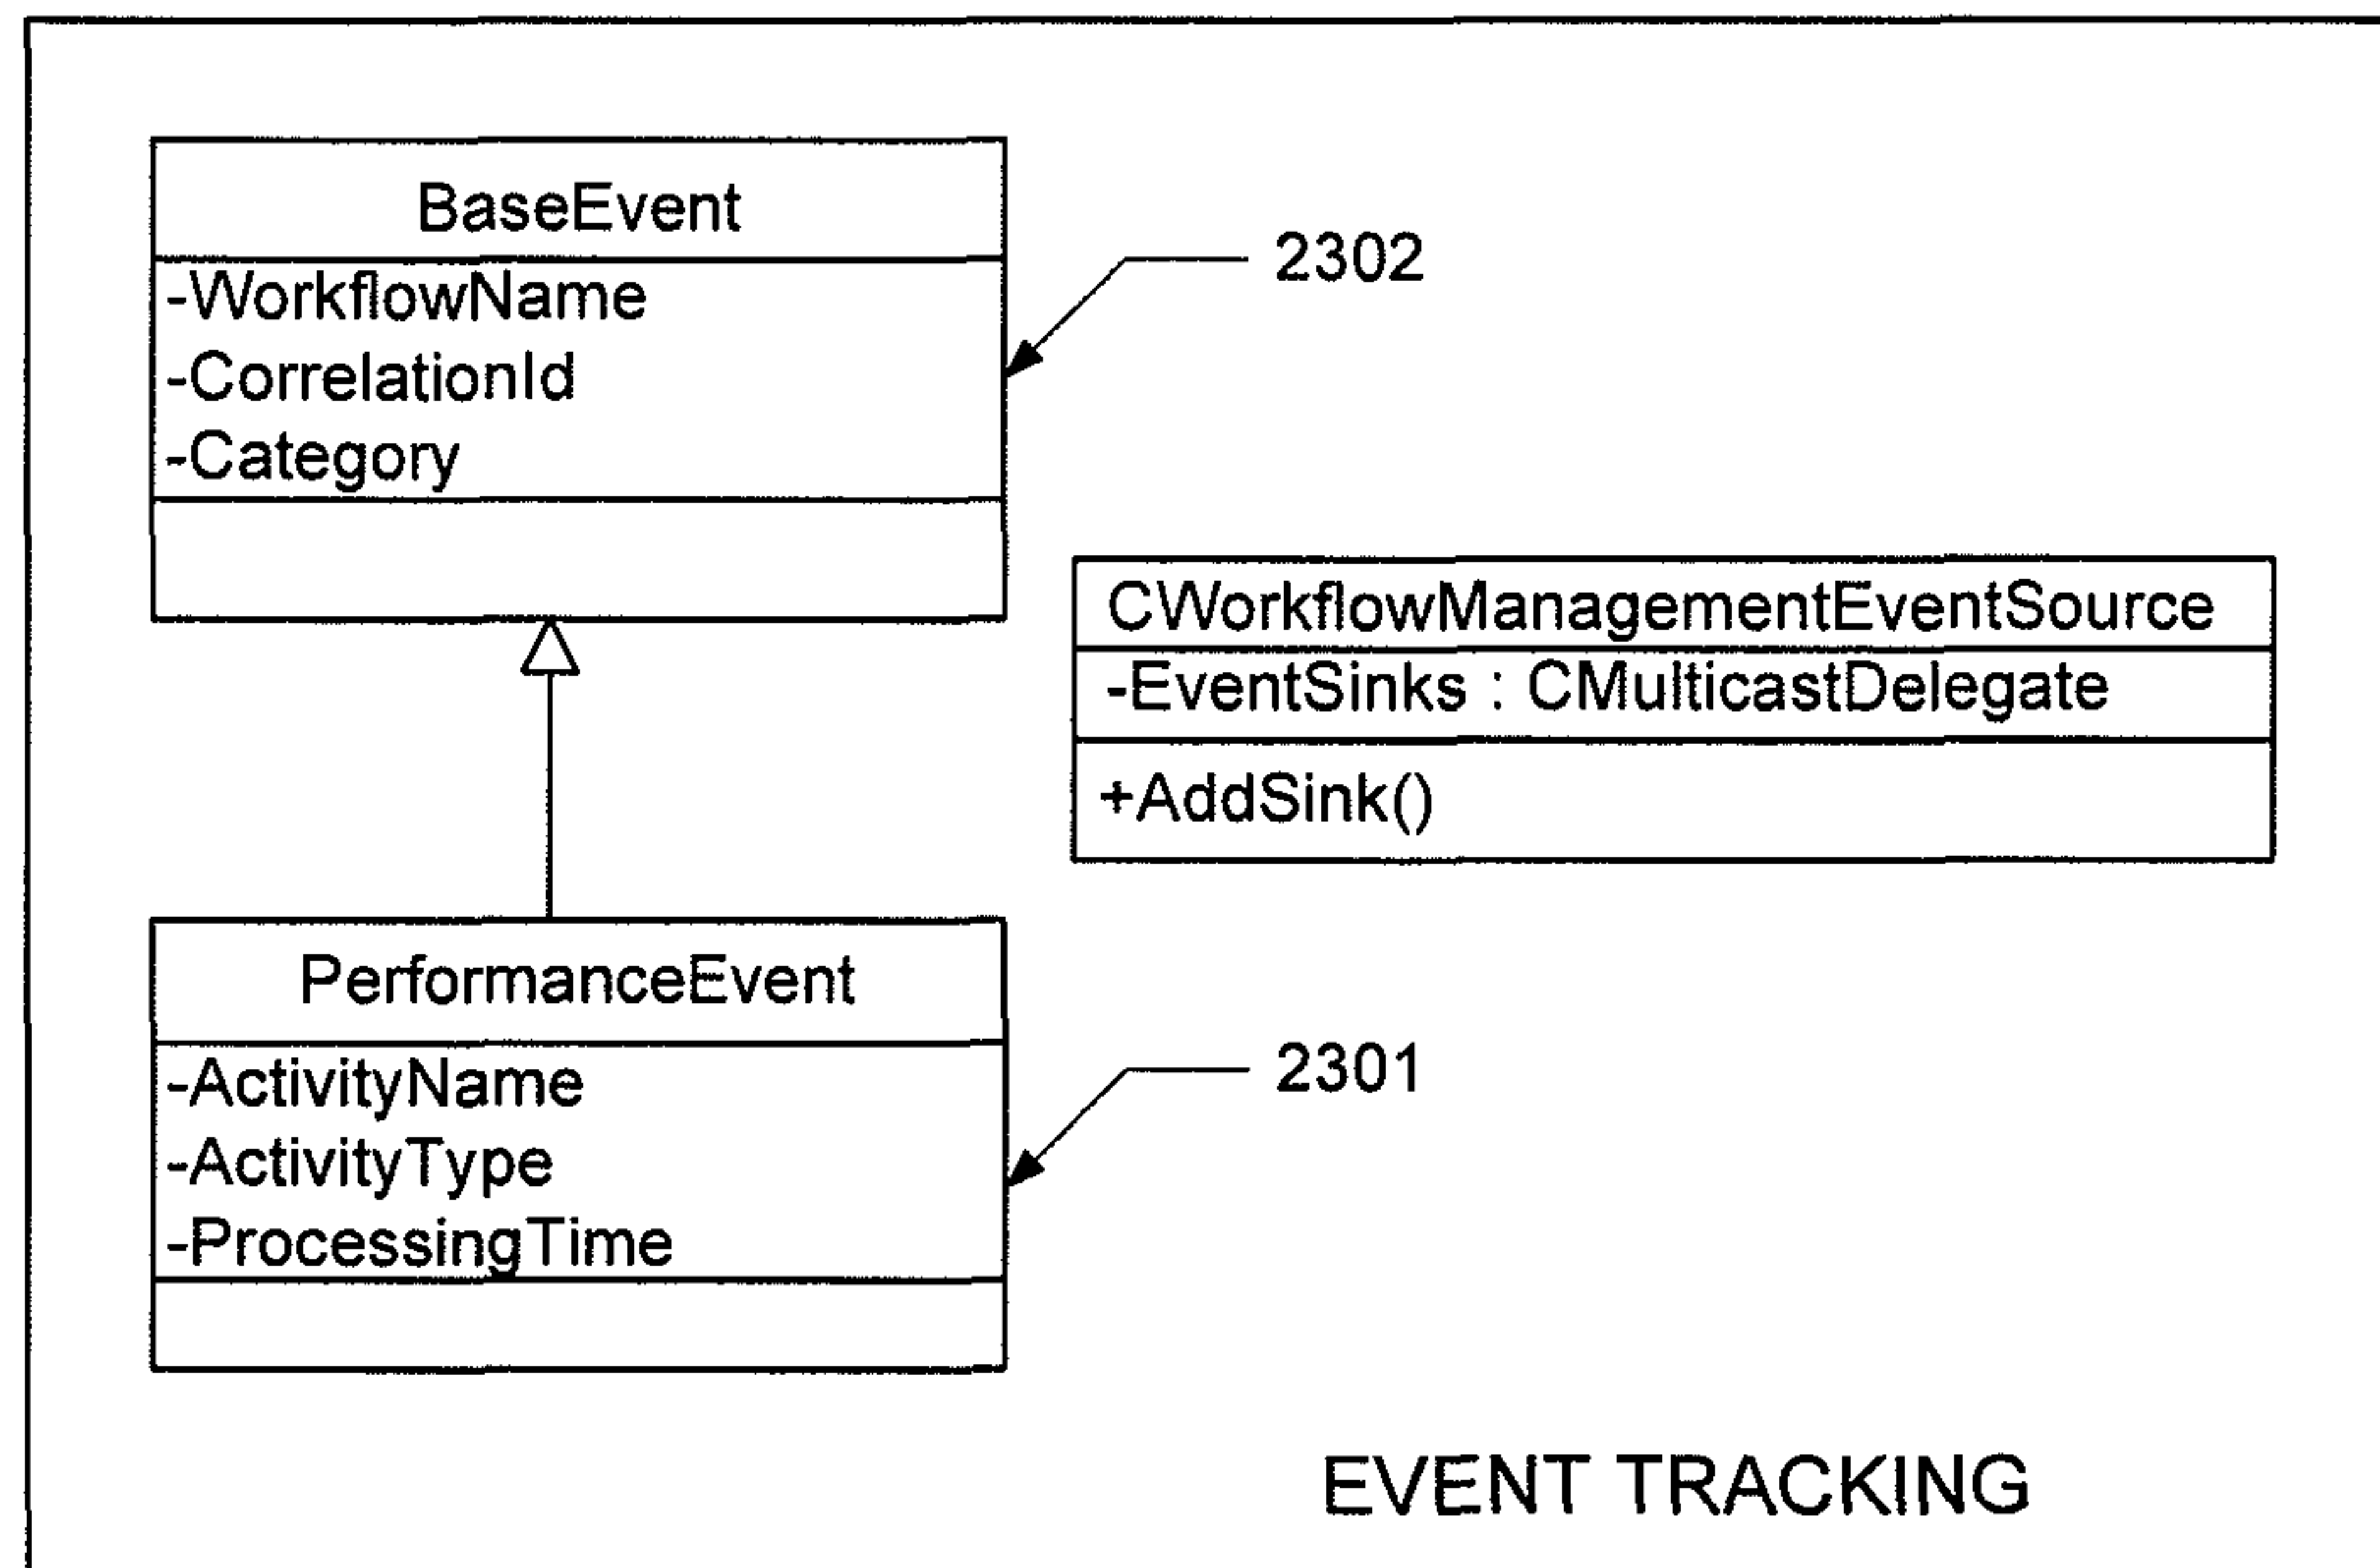 BaseEvent
-WorkflowName
-CorrelationId
-Category
2302
CWorkflowManagementEventSource
-EventSinks : CMulticastDelegate
+AddSink()
PerformanceEvent
-ActivityName
-ActivityType
-ProcessingTime
2301
EVENT TRACKING